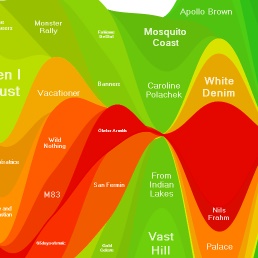 Apollo Brown
Monster
Rally
Mosquito
Coast
Vacationer
Banners
Caroline
Polachek
White
Denim
en I
ust
Wild
Nothing
M83
San Fermin
From
Indian
Lakes
Nils
Frahm
Vast
Hill
Palace